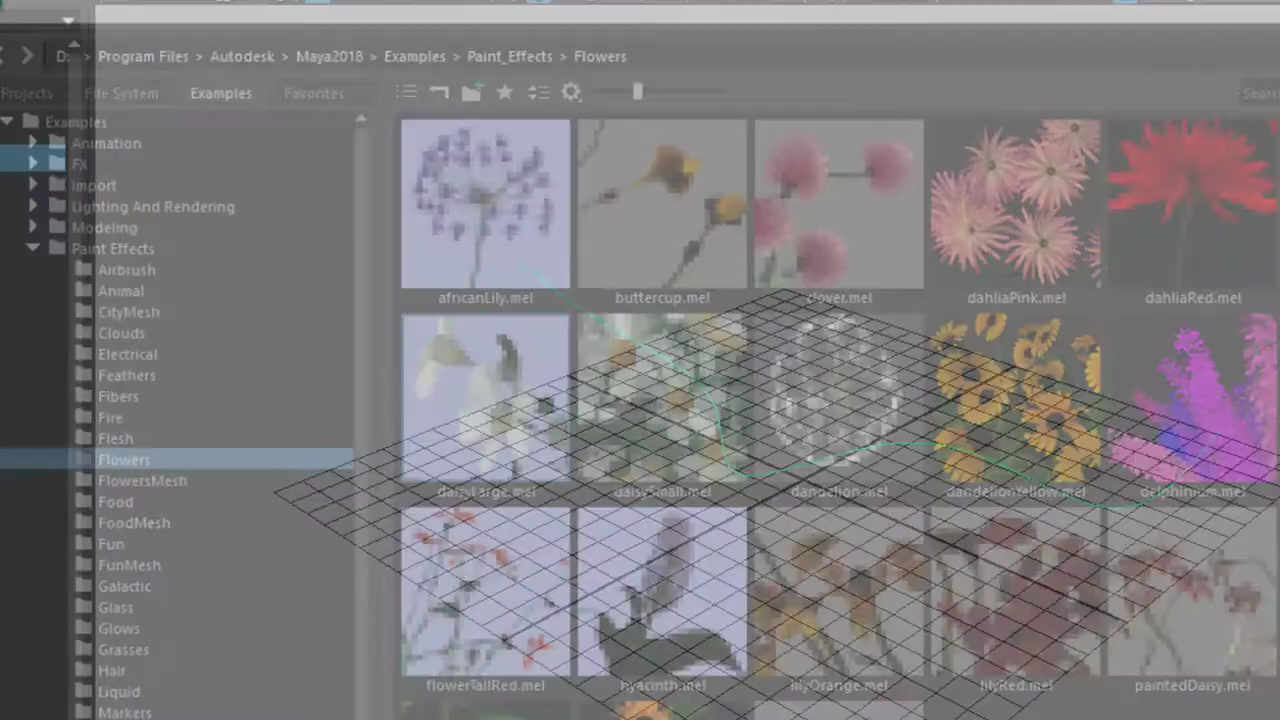 D: > Program Files > Autodesk > Maya2018 > Examples > Paint_Effects > Flowers
Projects File System Examples Favorites
Examples
Animation
FX
Import
Lighting And Rendering
Modeling
Paint Effects
Airbrush
Animal
CityMesh
Clouds
Electrical
Feathers
Fibers
Fire
Flesh
Flowers
FlowersMesh
Food
FoodMesh
Fun
FunMesh
Galactic
Glass
Glows
Grasses
Hair
Liquid
Markers
africanLily.mel buttercup.mel clover.mel dahliaPink.mel dahliaRed.mel
daisyLarge.mel daisySmall.mel dandelion.mel dandelionYellow.mel delphinium.mel
flowerTallRed.mel hyacinth.mel lilyOrange.mel lilyRed.mel paintedDaisy.mel